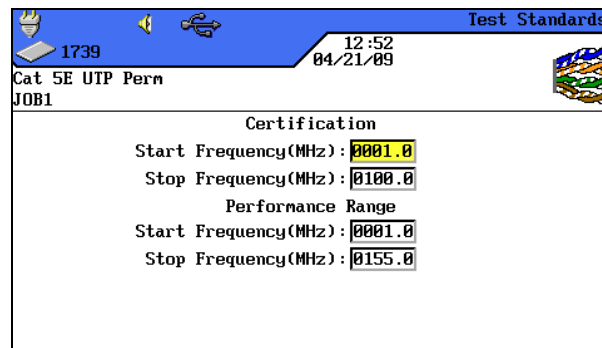 Test Standards
1739
12:52
04/21/09
Cat 5E UTP Perm
JOB1
Certification
Start Frequency(MHz):0001.0
Stop Frequency(MHz):0100.0
Performance Range
Start Frequency(MHz):0001.0
Stop Frequency(MHz):0155.0